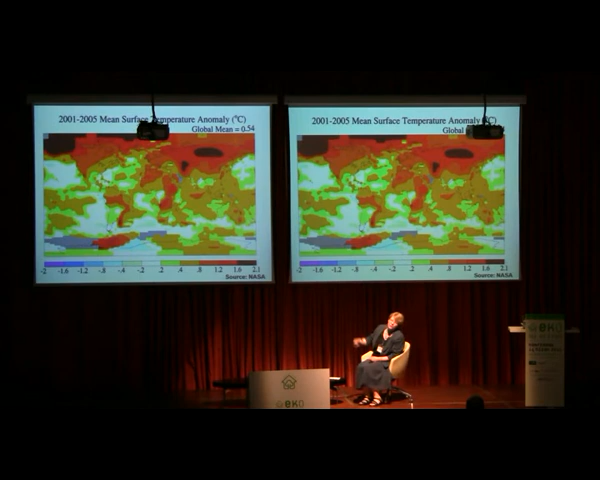 2001-2005 Mean Surface Temperature Anomaly (°C)
Global Mean = 0.54
-2 -1.6 -1.2 -.8 -.4 -.2 .2 .4 .8 1.2 1.6 2.1
Source: NASA
2001-2005 Mean Surface Temperature Anomaly (°C)
Global
-2 -1.6 -1.2 -.8 -.4 -.2 .2 .4 .8 1.2 1.6 2.1
Source: NASA
eko
eko